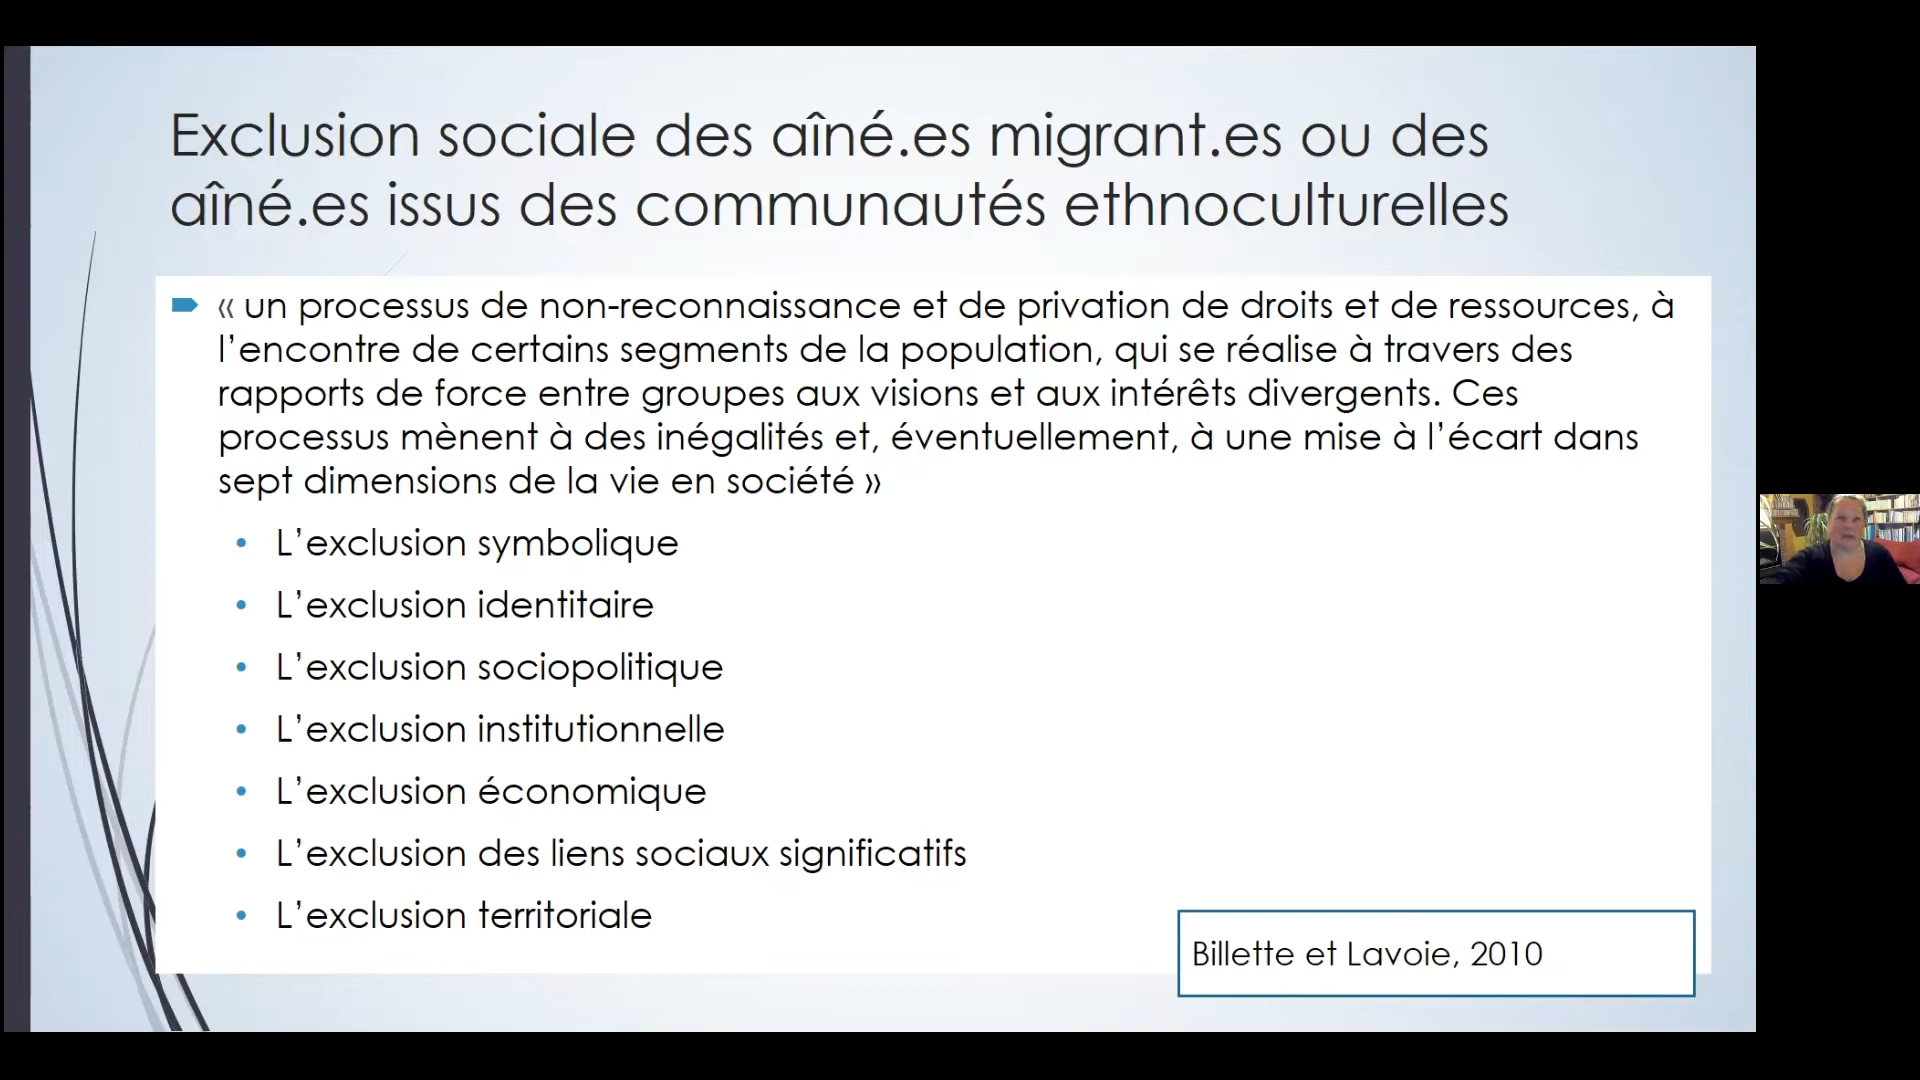 Exclusion sociale des aîné.es migrant.es ou des
aîné.es issus des communautés ethnoculturelles
« un processus de non-reconnaissance et de privation de droits et de ressources, à
l’encontre de certains segments de la population, qui se réalise à travers des
rapports de force entre groupes aux visions et aux intérêts divergents. Ces
processus mènent à des inégalités et, éventuellement, à une mise à l’écart dans
sept dimensions de la vie en société »
• L’exclusion symbolique
• L’exclusion identitaire
• L’exclusion sociopolitique
• L’exclusion institutionnelle
• L’exclusion économique
• L’exclusion des liens sociaux significatifs
• L’exclusion territoriale
Billette et Lavoie, 2010